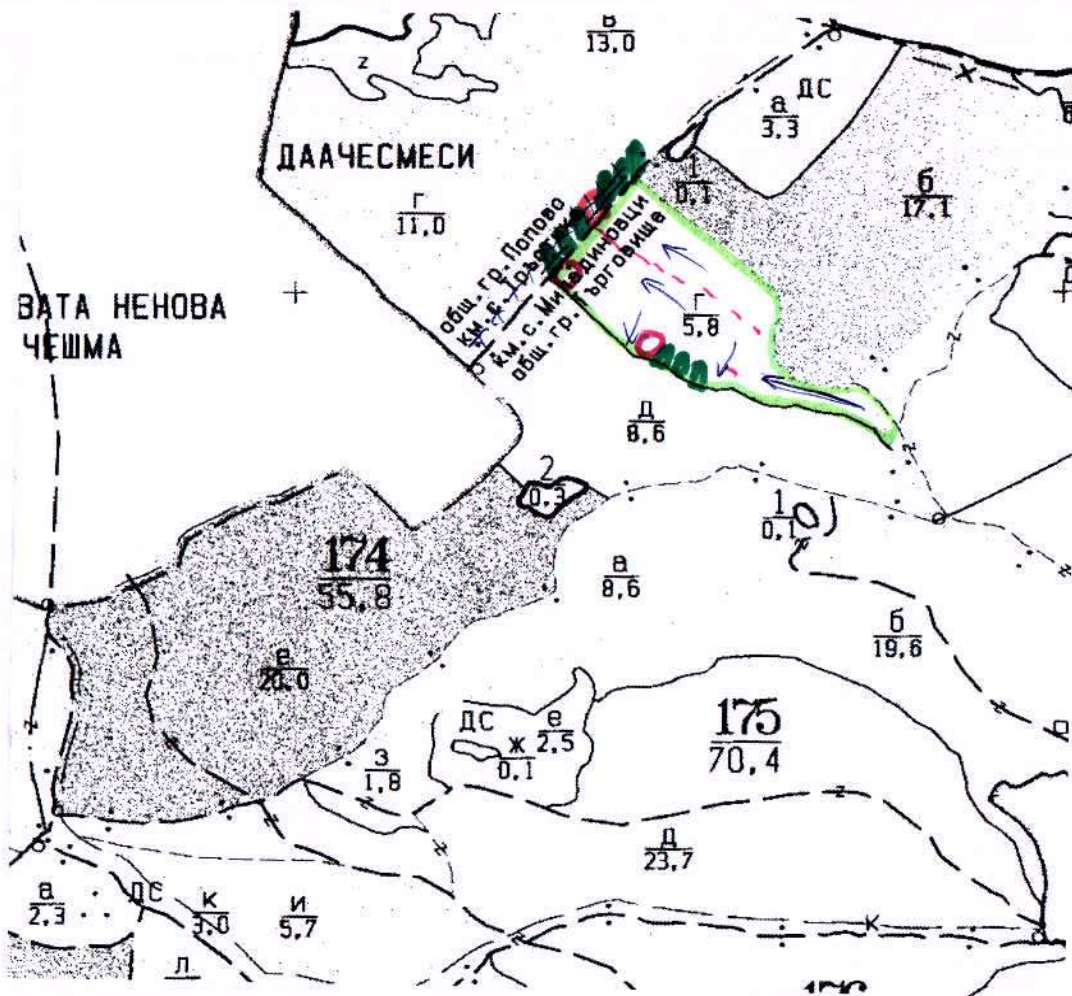 в
13,0
ДС
а
3,3
ДААЧЕСМЕСИ
1
0,1
б
17,1
г
11,0
общ. гр. Попово
км. с.
км. с.
общ. гр.
г
5,8
ВАТА НЕНОВА
ЧЕШМА
Д
8,6
2
0,3
1
0,1
174
55,8
а
8,6
б
19,6
е
20,0
ДС
е
2,5
ж
0,1
175
70,4
з
1,8
Д
23,7
а
2,3
ДС
к
3,0
и
5,7
л